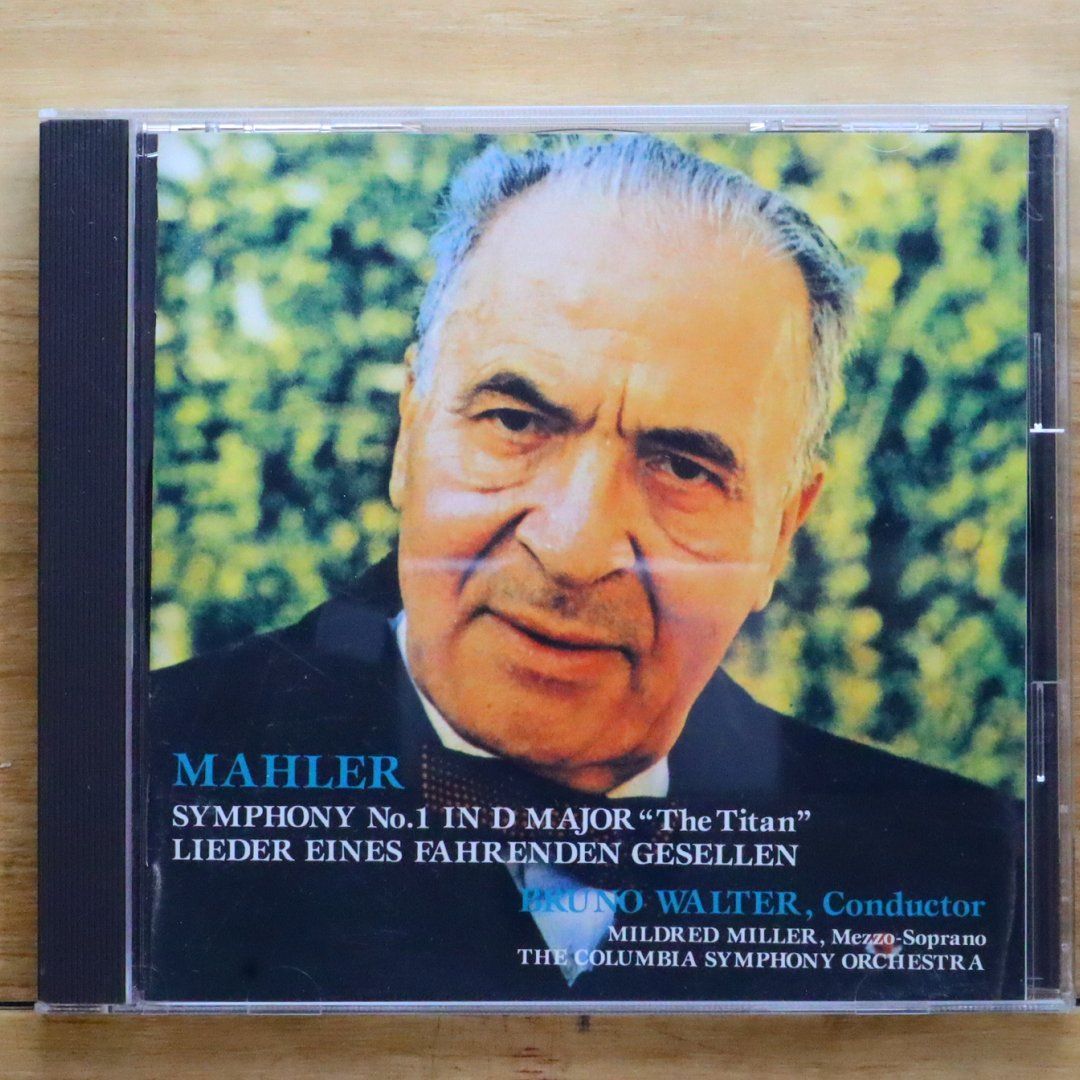 MAHLER
SYMPHONY No.1 IN D MAJOR “The Titan”
LIEDER EINES FAHRENDEN GESELLEN
BRUNO WALTER, Conductor
MILDRED MILLER, Mezzo-Soprano
THE COLUMBIA SYMPHONY ORCHESTRA